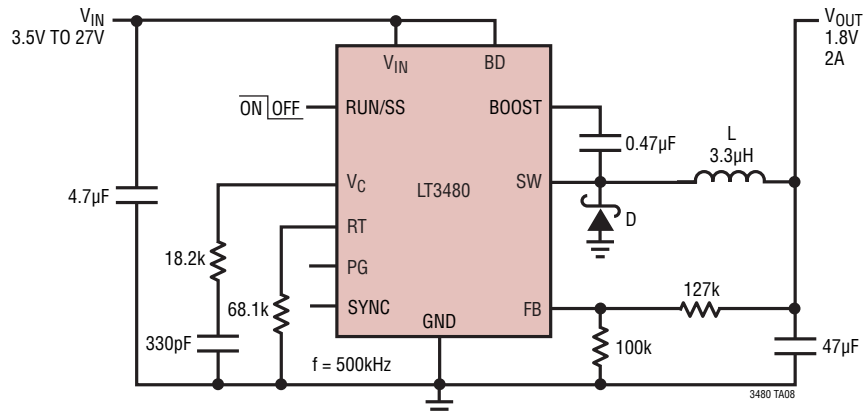 VIN
3.5V TO 27V
VOUT
1.8V
2A
VIN
BD
ON OFF
RUN/SS
BOOST
L
3.3µH
0.47µF
4.7µF
VC
LT3480
SW
RT
D
18.2k
PG
127k
68.1k
SYNC
FB
GND
330pF
f = 500kHz
100k
47µF
3480 TA08